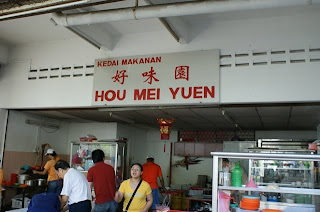 KEDAI MAKANAN
好味園
HOU MEI YUEN